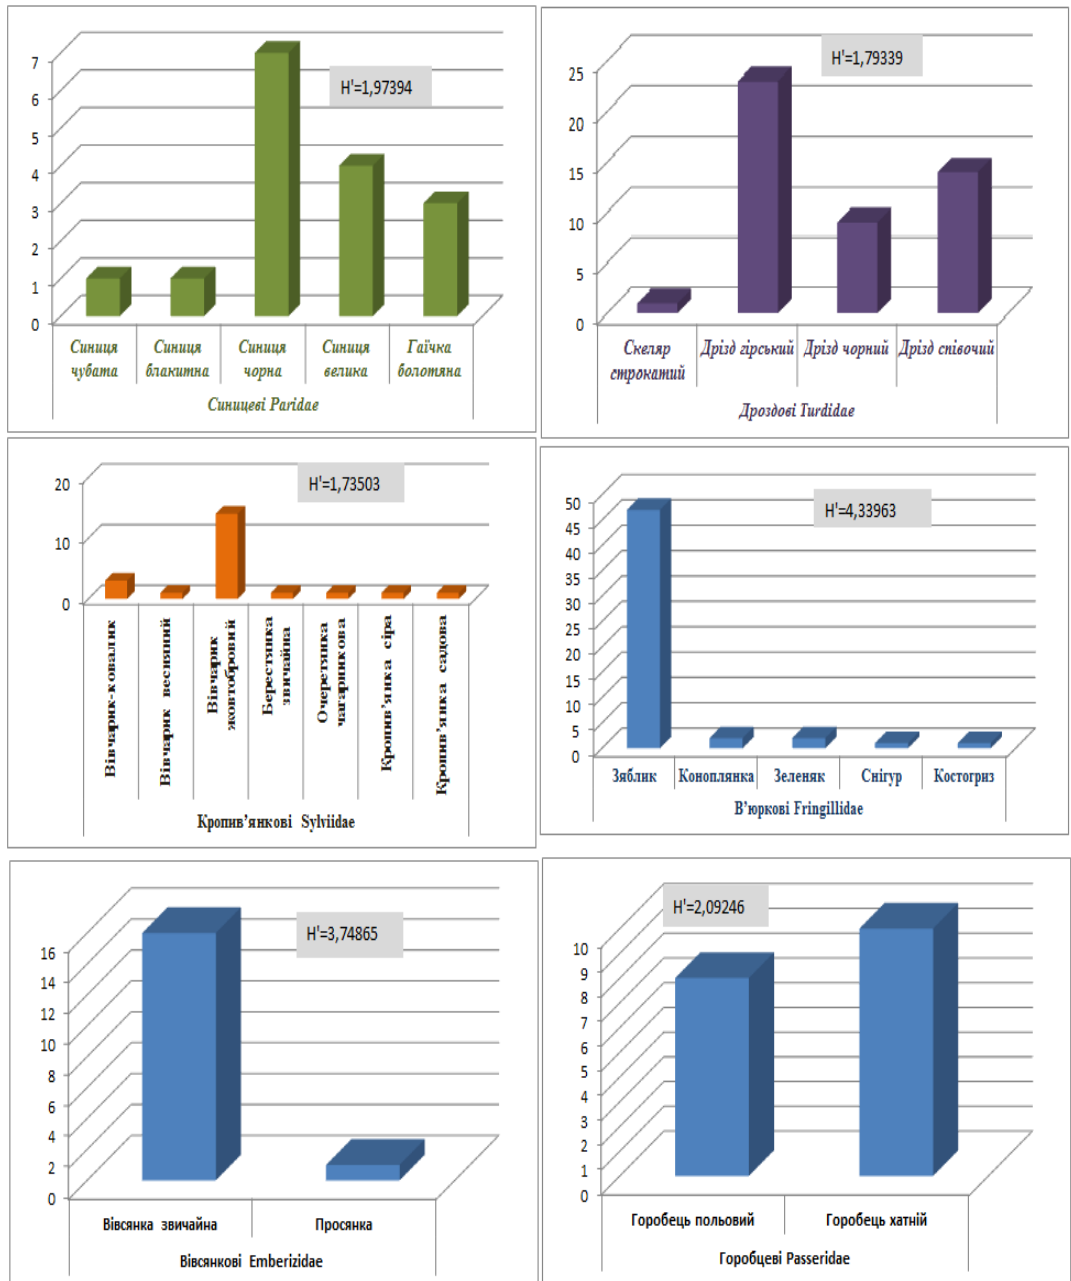 H'=1,97394
7
6
5
4
3
2
1
0
Синиця чубата
Синиця блакитна
Синиця чорна
Синиця велика
Гаїчка болотяна
Синицеві Paridae
H'=1,79339
25
20
15
10
5
0
Скеляр строкатий
Дрізд гірський
Дрізд чорний
Дрізд співочий
Дроздові Turdidae
H'=1,73503
20
10
0
Вівчарик-ковалик
Вівчарик весняний
Вівчарик жовтобровий
Берестянка звичайна
Очеретянка чагарникова
Кропив’янка сіра
Кропив’янка садова
Кропив’янкові Sylviidae
H'=4,33963
50
45
40
35
30
25
20
15
10
5
0
Зяблик
Коноплянка
Зеленяк
Снігур
Костогриз
В’юркові Fringillidae
H'=3,74865
16
14
12
10
8
6
4
2
0
Вівсянка звичайна
Просянка
Вівсянкові Emberizidae
H'=2,09246
10
9
8
7
6
5
4
3
2
1
0
Горобець польовий
Горобець хатній
Горобцеві Passeridae